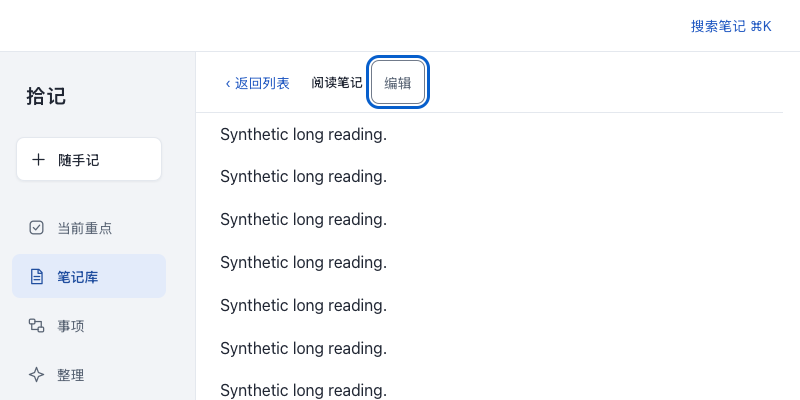 搜索笔记 ⌘K
拾记
随手记
当前重点
笔记库
事项
整理
‹ 返回列表 阅读笔记 编辑
Synthetic long reading.
Synthetic long reading.
Synthetic long reading.
Synthetic long reading.
Synthetic long reading.
Synthetic long reading.
Synthetic long reading.